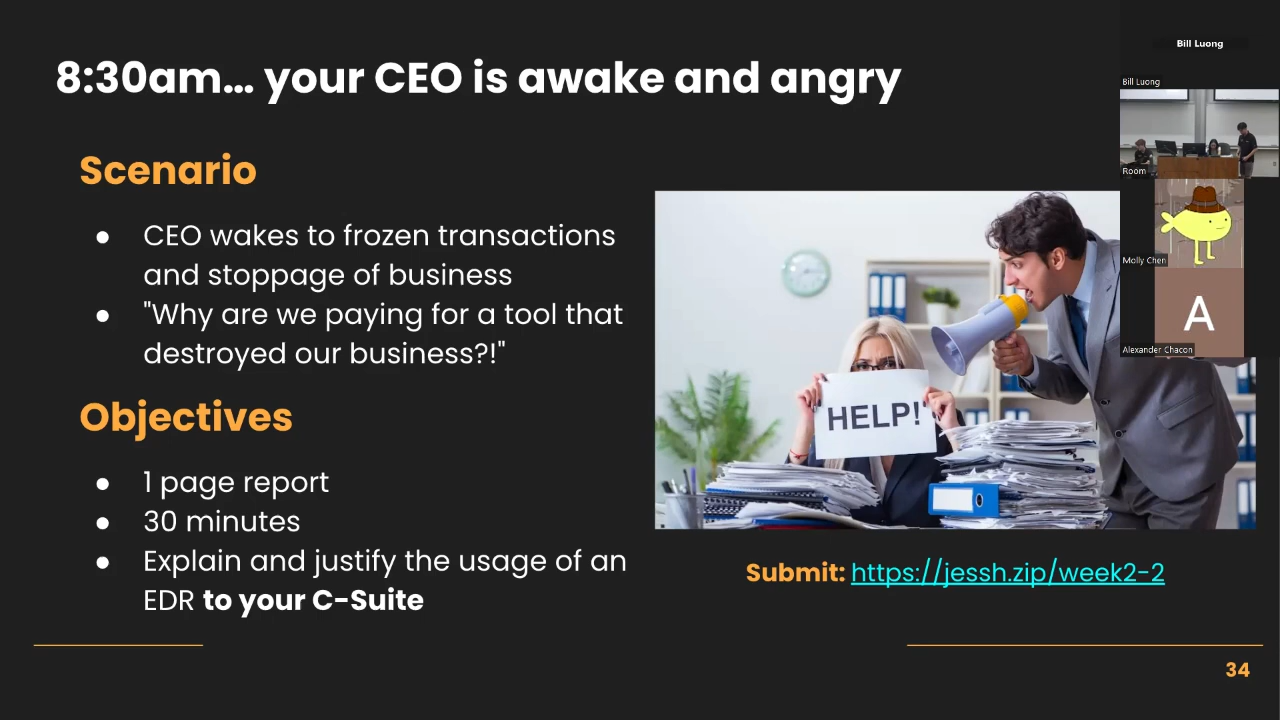 Bill Luong
8:30am... your CEO is awake and angry
Bill Luong
Scenario
Room
● CEO wakes to frozen transactions
and stoppage of business
● "Why are we paying for a tool that
destroyed our business?!"
Molly Chen
A
Alexander Chacon
HELP!
Objectives
● 1 page report
● 30 minutes
● Explain and justify the usage of an
EDR to your C-Suite
Submit: https://jessh.zip/week2-2
34